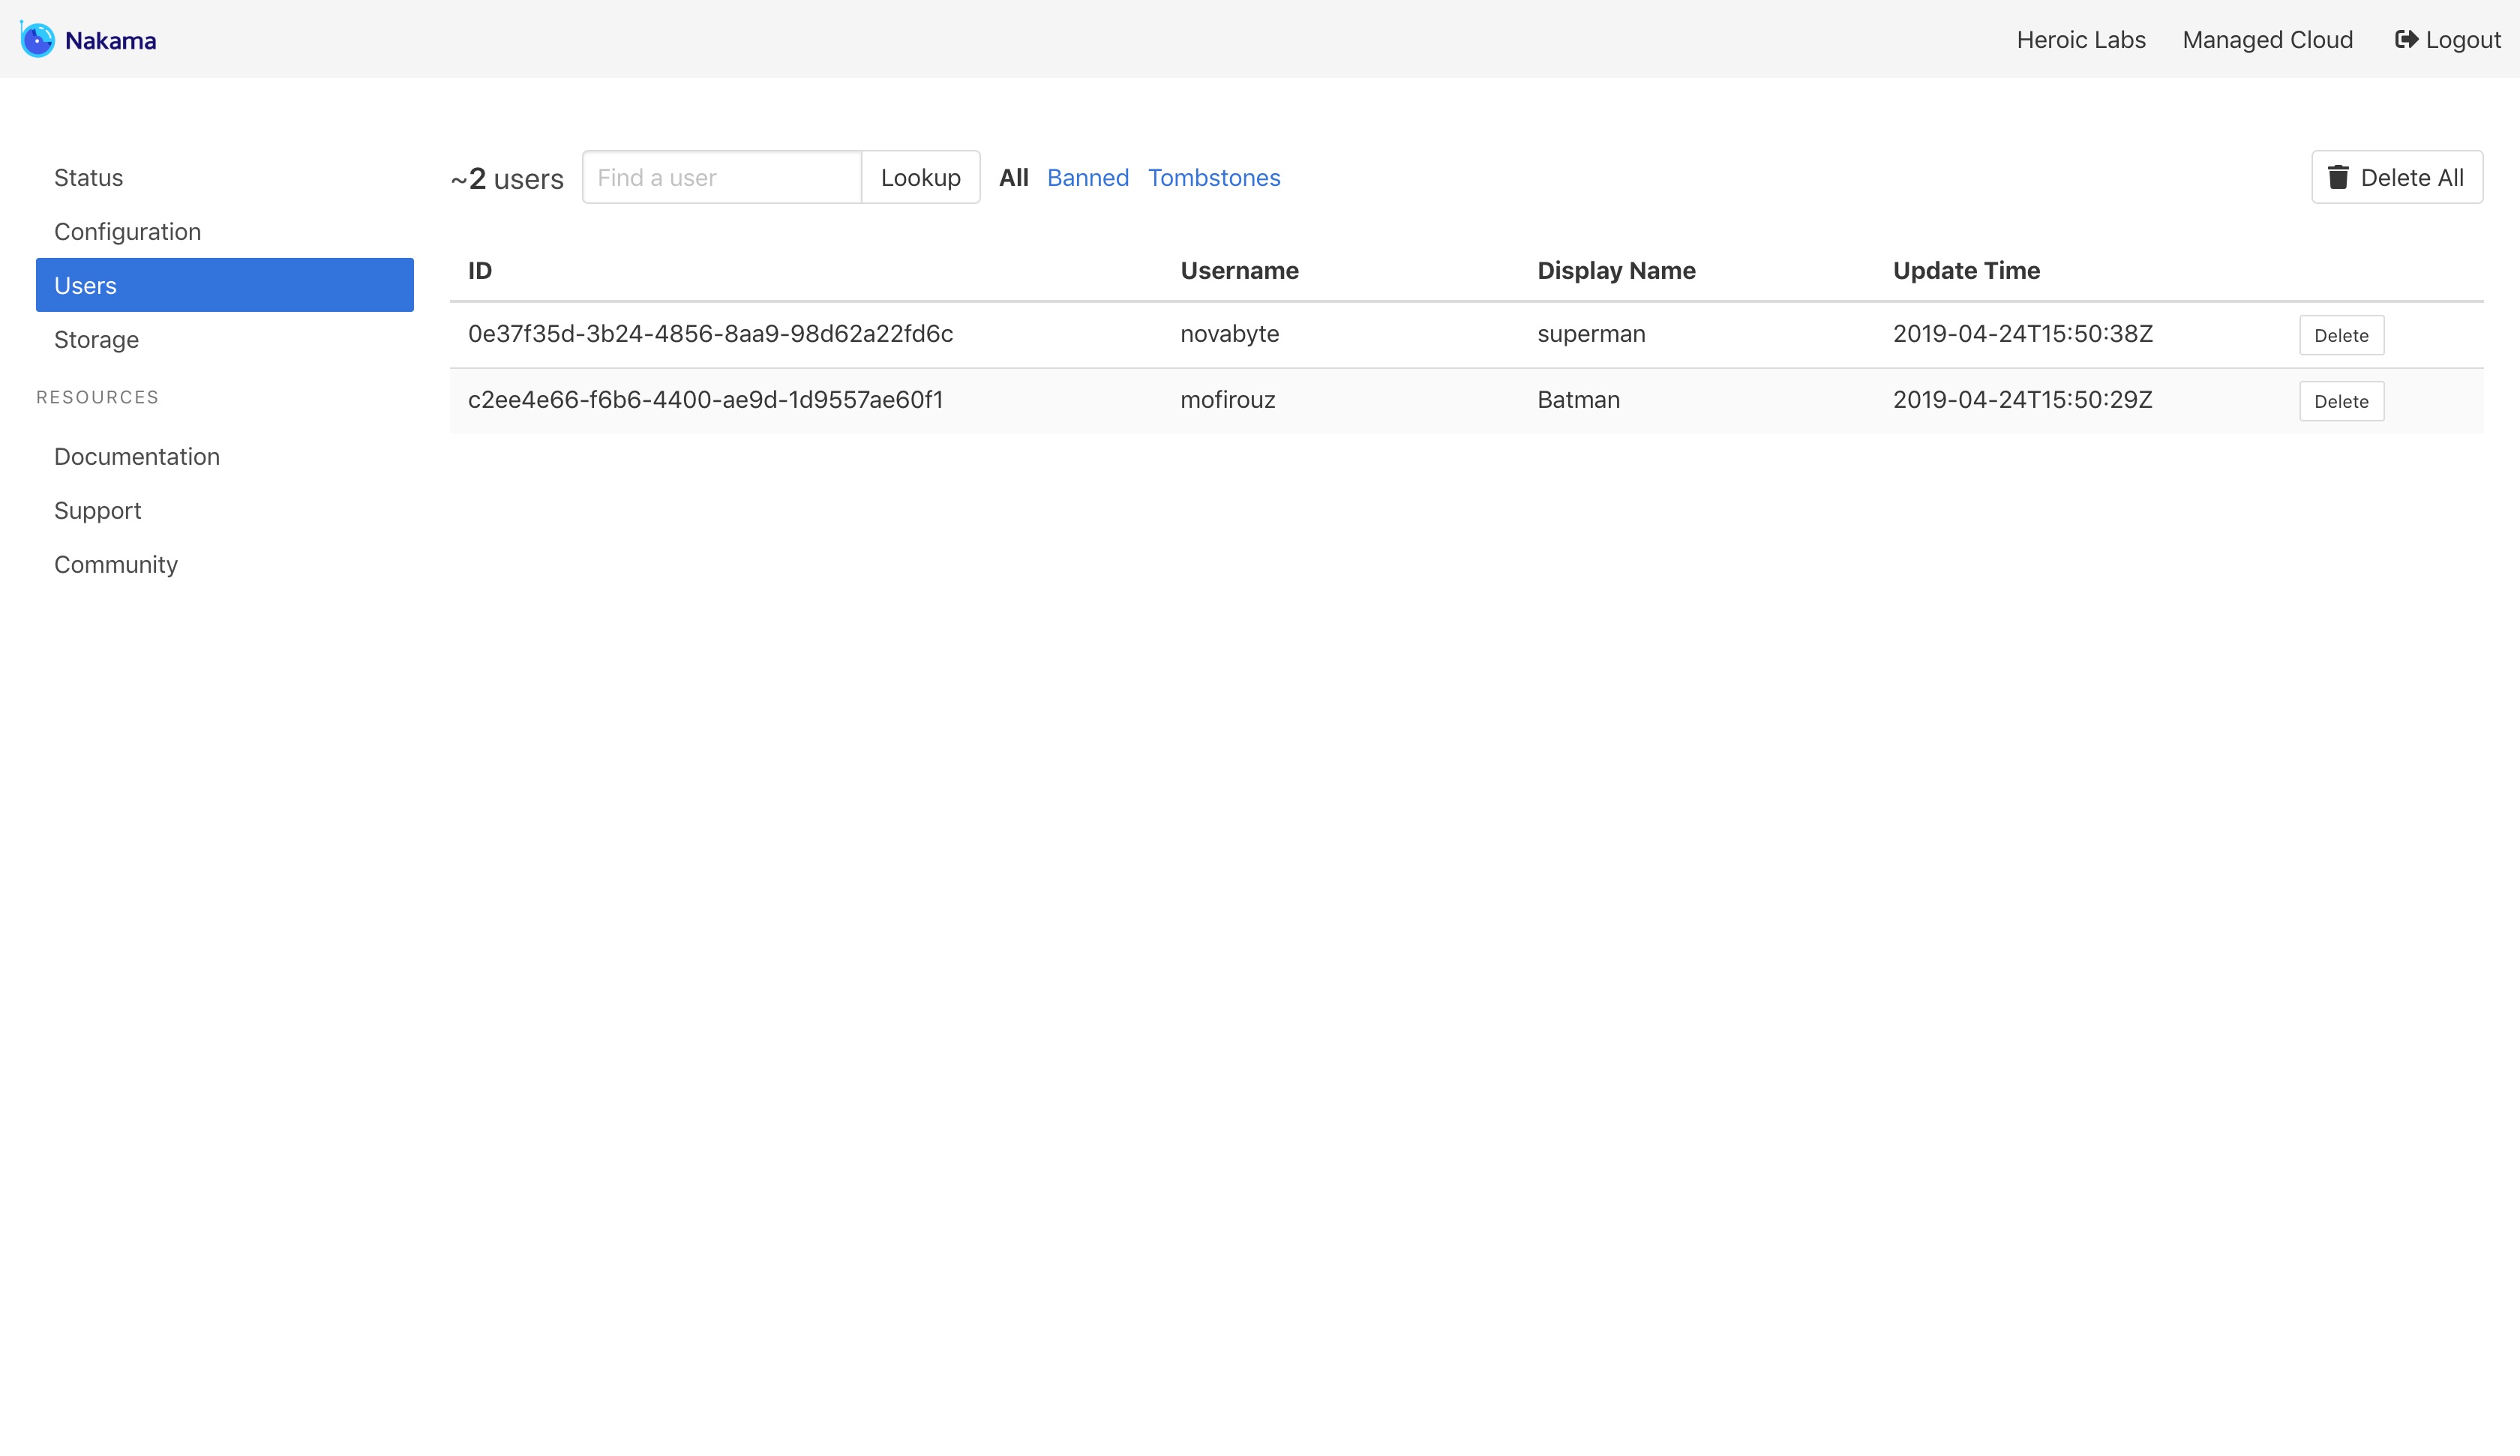 Nakama
Heroic Labs Managed Cloud Logout
Status
Configuration
Users
Storage
RESOURCES
Documentation
Support
Community
~2 users Find a user Lookup All Banned Tombstones Delete All
ID Username Display Name Update Time
0e37f35d-3b24-4856-8aa9-98d62a22fd6c novabyte superman 2019-04-24T15:50:38Z Delete
c2ee4e66-f6b6-4400-ae9d-1d9557ae60f1 mofirouz Batman 2019-04-24T15:50:29Z Delete